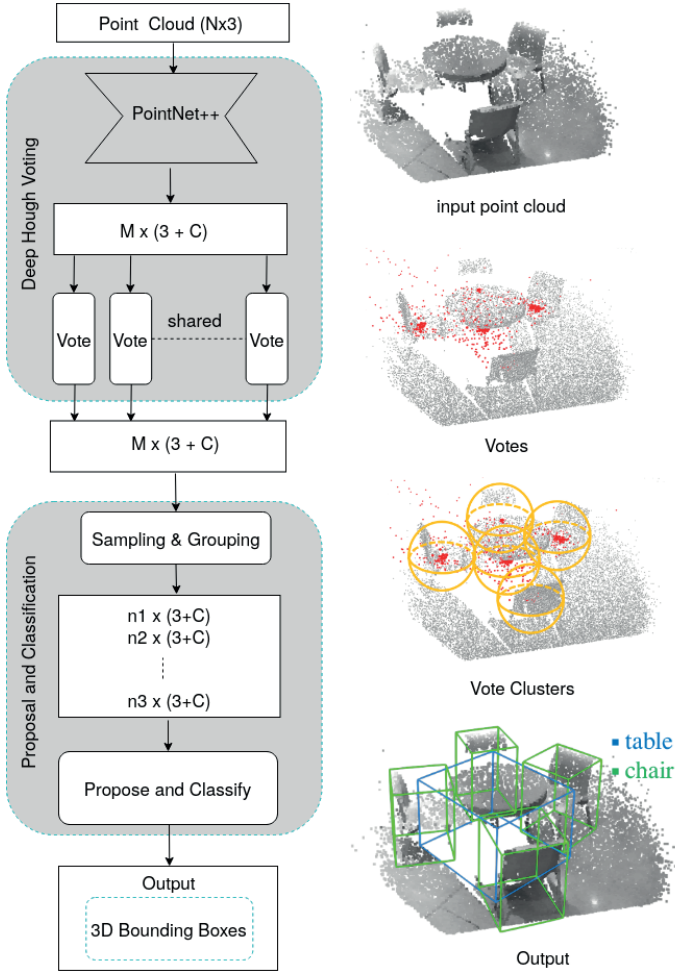 Point Cloud (Nx3)
PointNet++
Deep Hough Voting
M x (3 + C)
Vote
Vote
shared
Vote
M x (3 + C)
Proposal and Classification
Sampling & Grouping
n1 x (3+C)
n2 x (3+C)
n3 x (3+C)
Propose and Classify
Output
3D Bounding Boxes
input point cloud
Votes
Vote Clusters
table
chair
Output